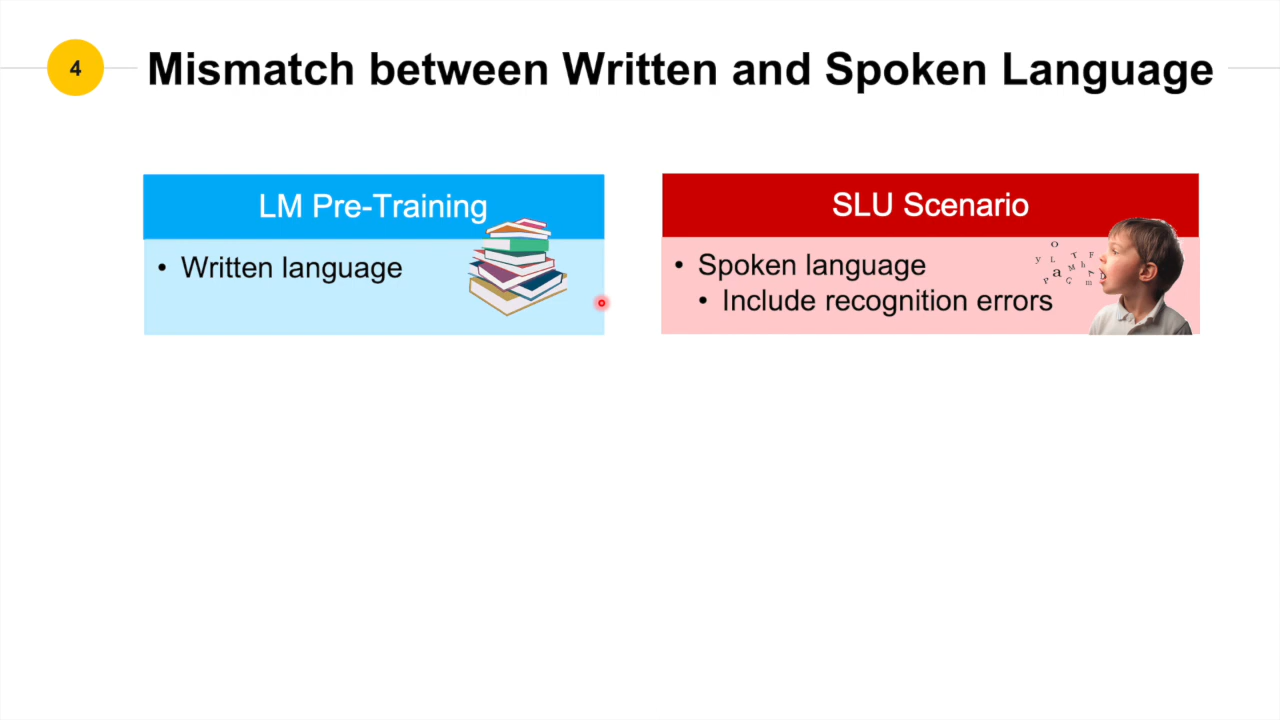 4
Mismatch between Written and Spoken Language
LM Pre-Training
• Written language
SLU Scenario
• Spoken language
• Include recognition errors